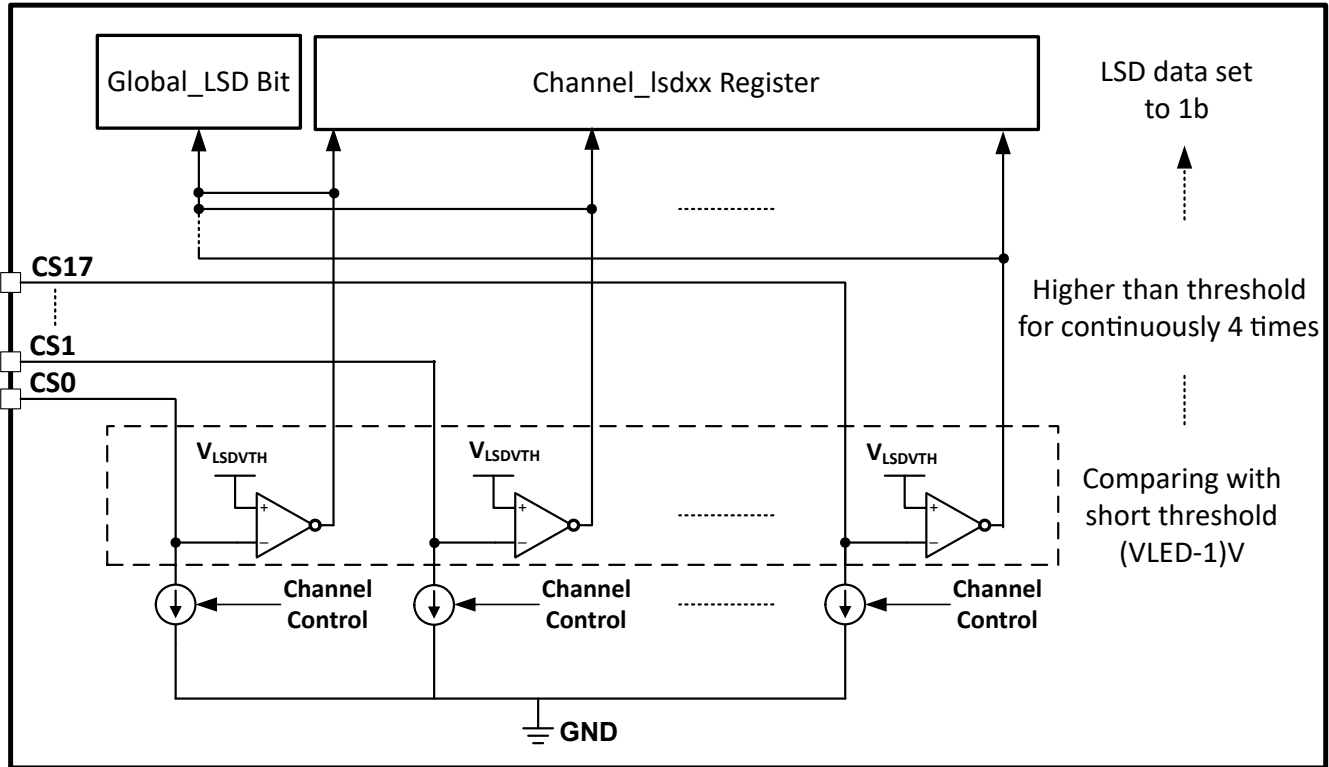 Global_LSD Bit
Channel_lsdxx Register
LSD data set
to 1b
CS17
Higher than threshold
for continuously 4 times
CS1
CS0
VLSDVTH
VLSDVTH
VLSDVTH
+
+
+
−
−
−
Comparing with
short threshold
(VLED-1)V
Channel
Control
Channel
Control
Channel
Control
GND